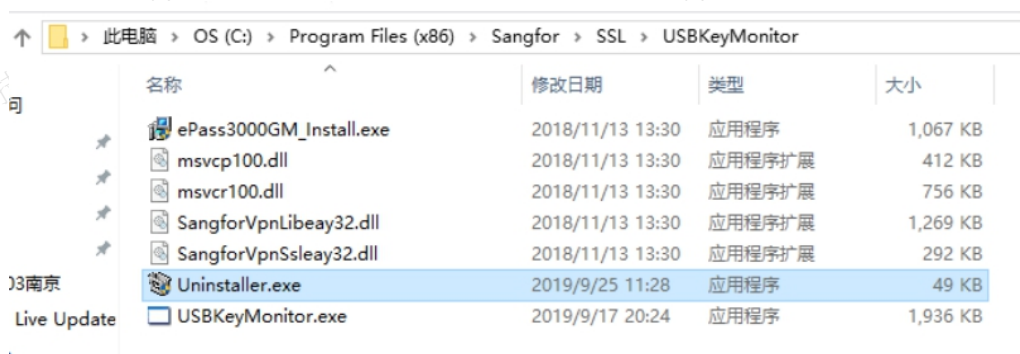 此电脑 > OS (C:) > Program Files (x86) > Sangfor > SSL > USBKeyMonitor
名称 修改日期 类型 大小
问
ePass3000GM_Install.exe 2018/11/13 13:30 应用程序 1,067 KB
msvcp100.dll 2018/11/13 13:30 应用程序扩展 412 KB
msvcr100.dll 2018/11/13 13:30 应用程序扩展 756 KB
SangforVpnLibeay32.dll 2018/11/13 13:30 应用程序扩展 1,269 KB
SangforVpnSsleay32.dll 2018/11/13 13:30 应用程序扩展 292 KB
03南京 Uninstaller.exe 2019/9/25 11:28 应用程序 49 KB
Live Update USBKeyMonitor.exe 2019/9/17 20:24 应用程序 1,936 KB